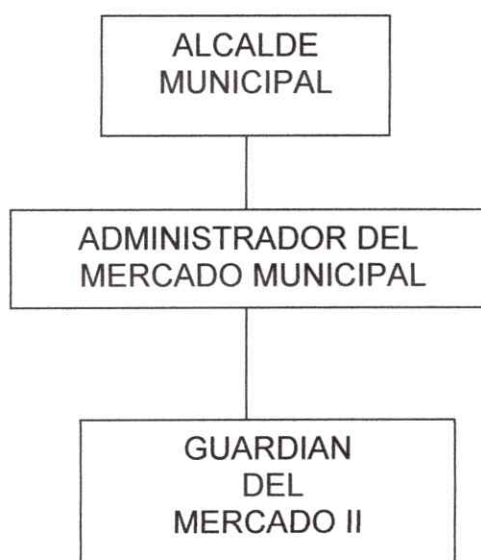 ALCALDE
MUNICIPAL
ADMINISTRADOR DEL
MERCADO MUNICIPAL
GUARDIAN
DEL
MERCADO II